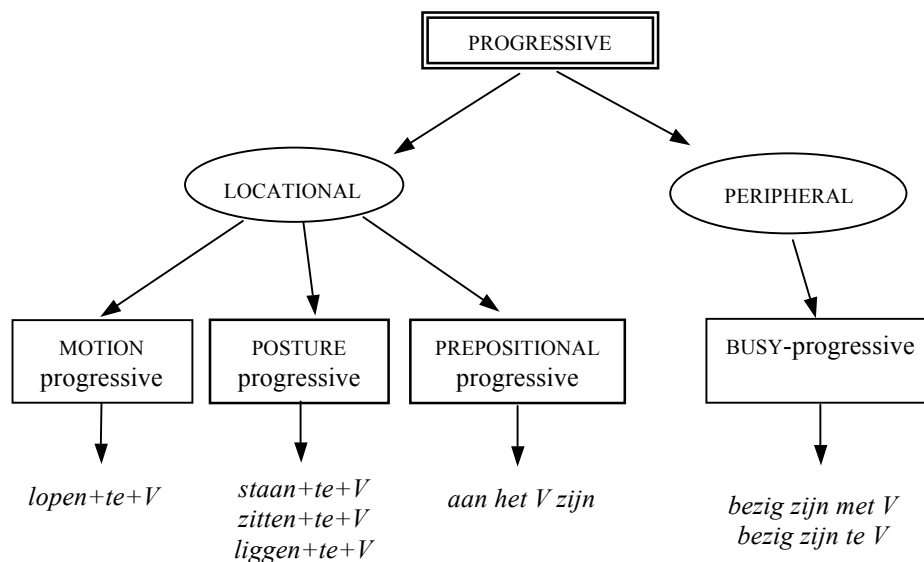 PROGRESSIVE
LOCATIONAL
PERIPHERAL
MOTION
progressive
POSTURE
progressive
PREPOSITIONAL
progressive
BUSY-progressive
lopen+te+V
staan+te+V
zitten+te+V
liggen+te+V
aan het V zijn
bezig zijn met V
bezig zijn te V